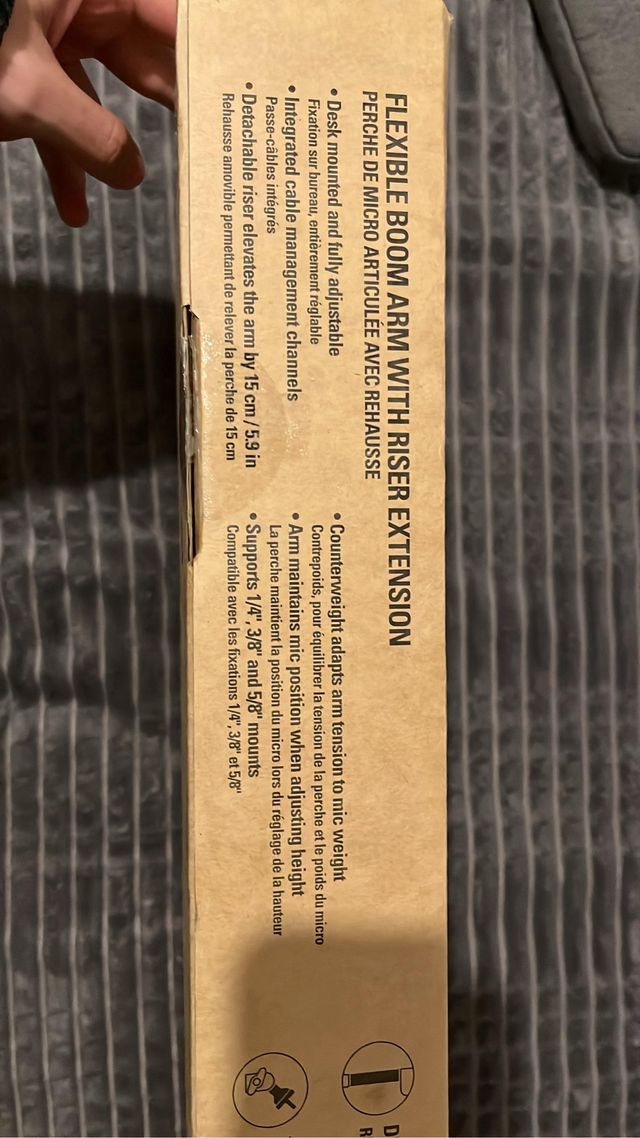 FLEXIBLE BOOM ARM WITH RISER EXTENSION
PERCHE DE MICRO ARTICULÉE AVEC REHAUSSE
• Desk mounted and fully adjustable
Fixation sur bureau, entièrement réglable
• Integrated cable management channels
Passe-câbles intégrés
• Detachable riser elevates the arm by 15 cm / 5.9 in
Rehausse amovible permettant de relever la perche de 15 cm
• Counterweight adapts arm tension to mic weight
Contrepoids, pour équilibrer la tension de la perche et le poids du micro
• Arm maintains mic position when adjusting height
La perche maintient la position du micro lors du réglage de la hauteur
• Supports 1/4", 3/8" and 5/8" mounts
Compatible avec les fixations 1/4", 3/8" et 5/8"
D
R